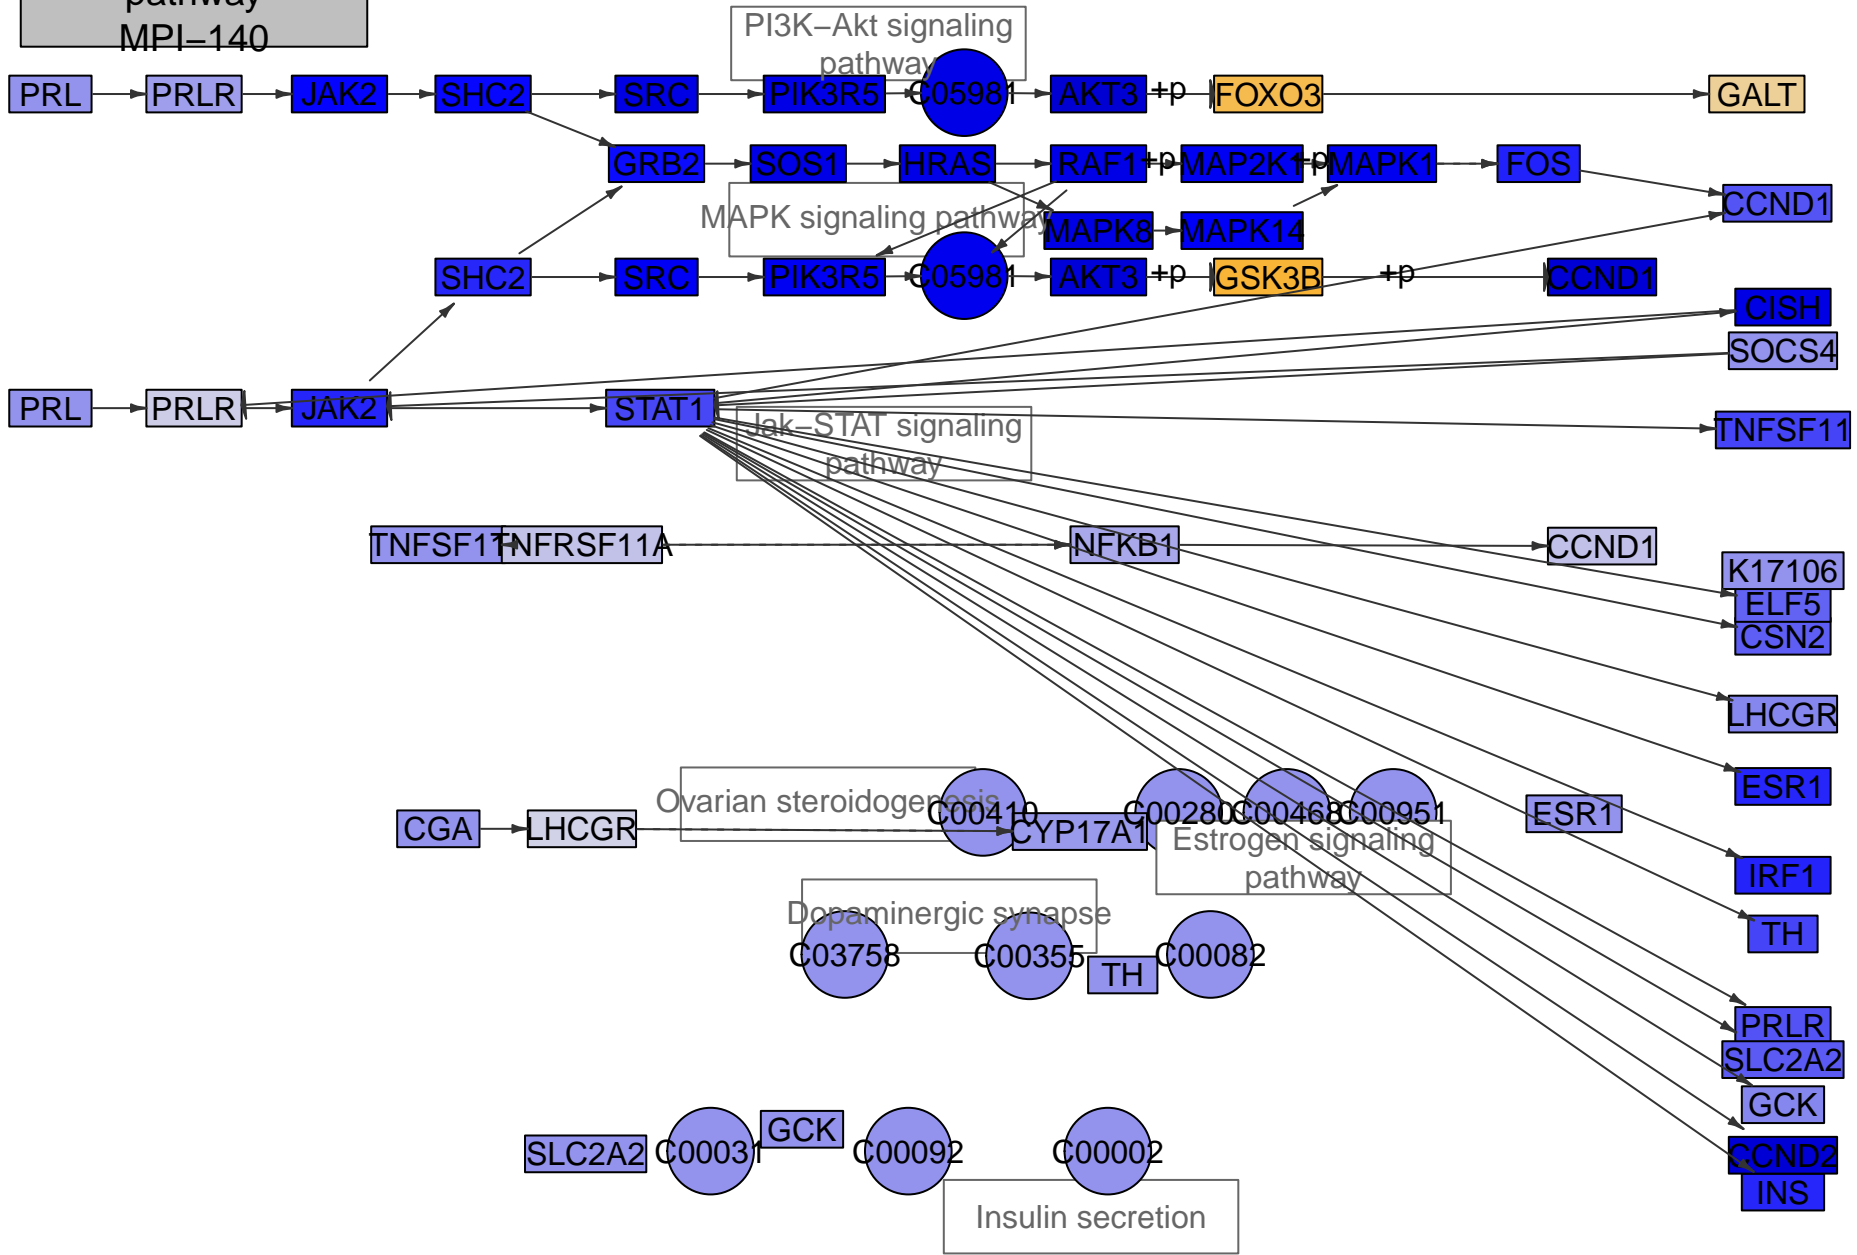 pathway
MPI−140
PI3K−Akt signaling
pathway
PRL
PRLR
JAK2
SHC2
SRC
PIK3R5
C05981
AKT3
+p
FOXO3
GALT
GRB2
SOS1
HRAS
RAF1
+p
MAP2K1
+p
MAPK1
FOS
CCND1
MAPK signaling pathway
MAPK8
MAPK14
SHC2
SRC
PIK3R5
C05981
AKT3
+p
GSK3B
+p
CCND1
CISH
SOCS4
PRL
PRLR
JAK2
STAT1
Jak−STAT signaling
pathway
TNFSF11
TNFSF11
TNFRSF11A
NFKB1
CCND1
K17106
ELF5
CSN2
LHCGR
ESR1
Ovarian steroidogenesis
C00410
C00280
C00468
C00951
ESR1
CGA
LHCGR
CYP17A1
Estrogen signaling
pathway
IRF1
Dopaminergic synapse
TH
C03758
C00355
TH
C00082
PRLR
SLC2A2
GCK
SLC2A2
C00031
GCK
C00092
C00002
CCND2
INS
Insulin secretion